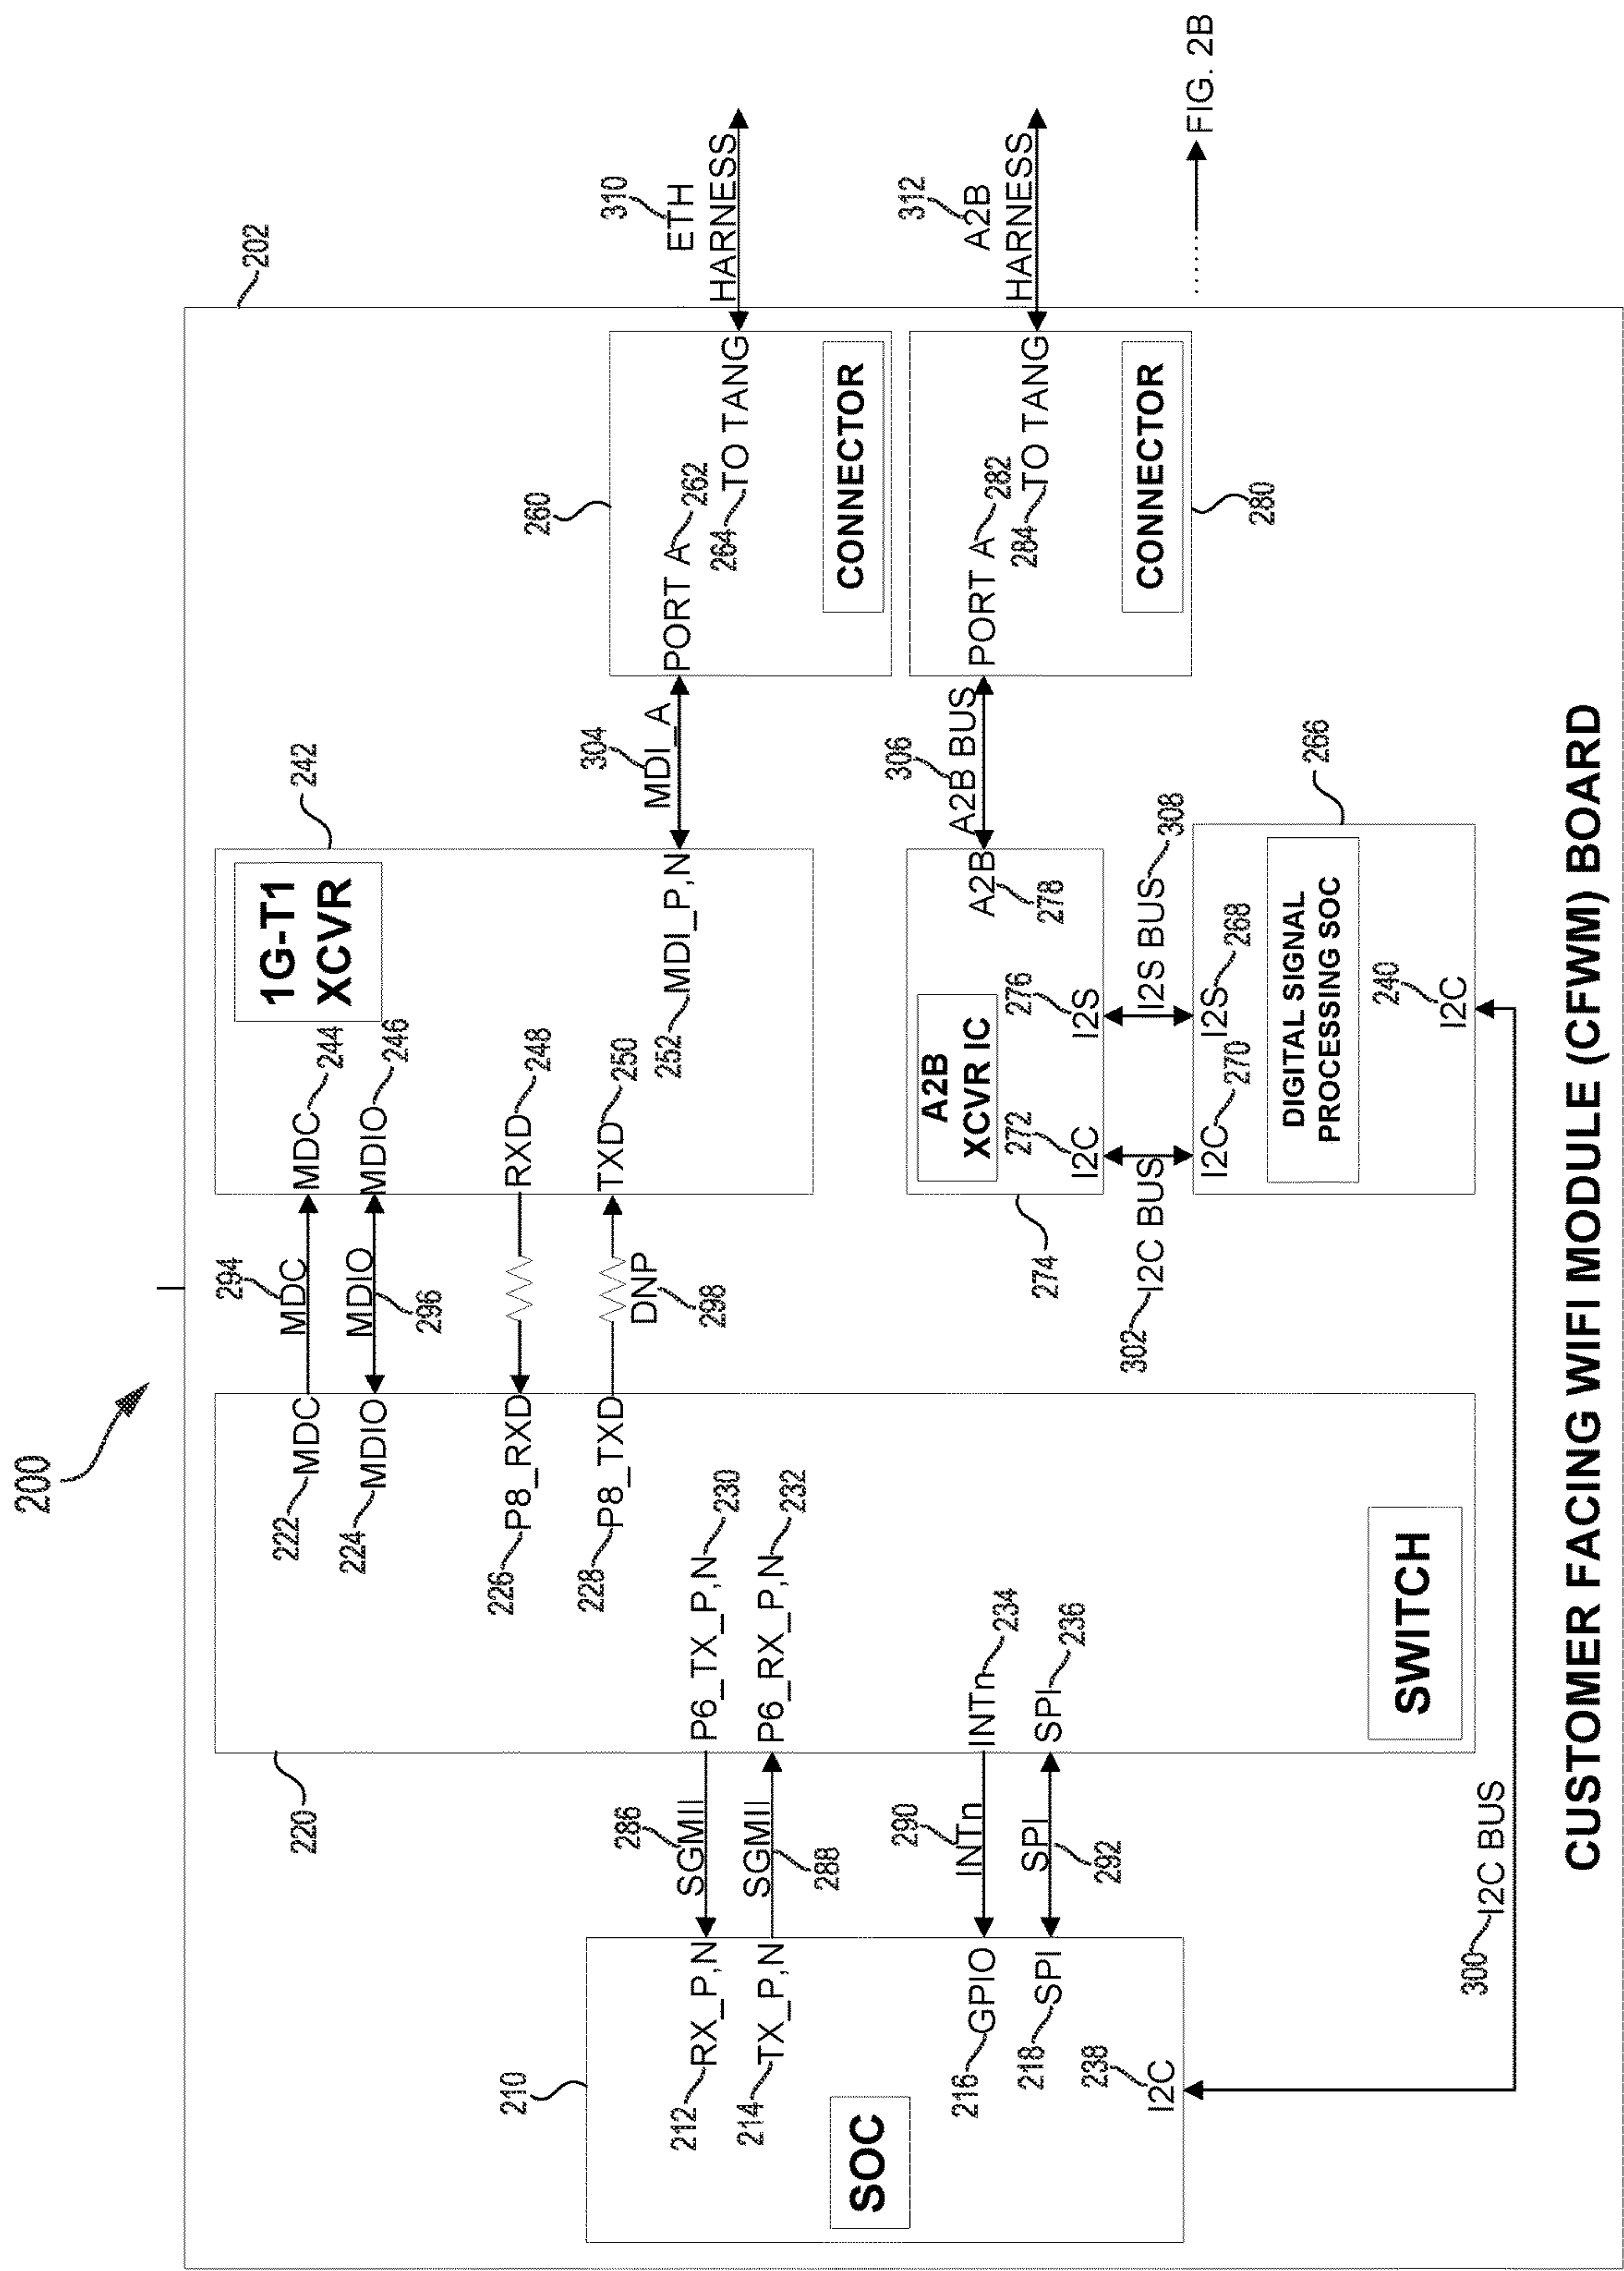 200
202
220
SWITCH
222 MDC
224 MDIO
226 P8_RXD
228 P8_TXD
P6_TX_P,N 230
P6_RX_P,N 232
INTn 234
SPI 236
294
MDC
MDIO
296
DNP
298
242
1G-T1
XCVR
MDC 244
MDIO 246
RXD 248
TXD 250
252 MDI_P,N
304
MDI_A
260
PORT A 262
264 TO TANG
CONNECTOR
310
ETH
HARNESS
210
SOC
212 RX_P,N
214 TX_P,N
216 GPIO
218 SPI
238
I2C
286
SGMII
SGMII
288
290
INTn
SPI
292
274
A2B
XCVR IC
272
I2C
276
I2S
A2B
278
306
A2B BUS
PORT A 282
284 TO TANG
CONNECTOR
280
312
A2B
HARNESS
FIG. 2B
302 I2C BUS
I2S BUS 308
266
I2C 270
I2S 268
DIGITAL SIGNAL
PROCESSING SOC
240
I2C
300 I2C BUS
CUSTOMER FACING WIFI MODULE (CFWM) BOARD